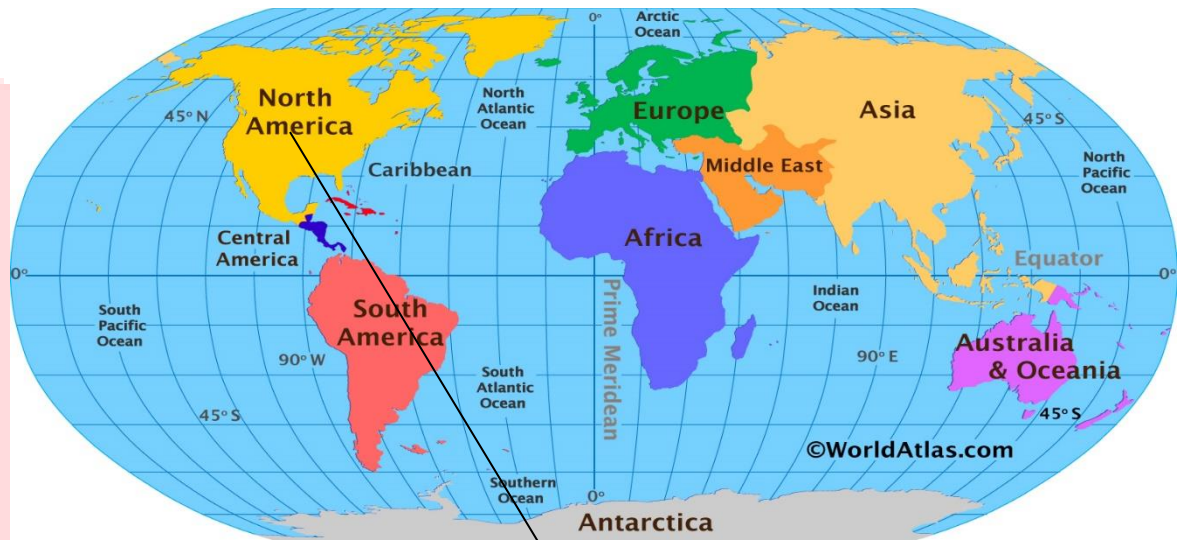 0°
Arctic
Ocean
North
America
45° N
North
Atlantic
Ocean
Europe
Asia
45° S
North
Pacific
Ocean
Caribbean
Middle East
Central
America
Africa
Equator
0°
0°
South
Pacific
Ocean
South
America
Prime Meridean
Indian
Ocean
90° W
90° E
Australia
& Oceania
South
Atlantic
Ocean
45° S
45° S
©WorldAtlas.com
Southern
Ocean
0°
Antarctica